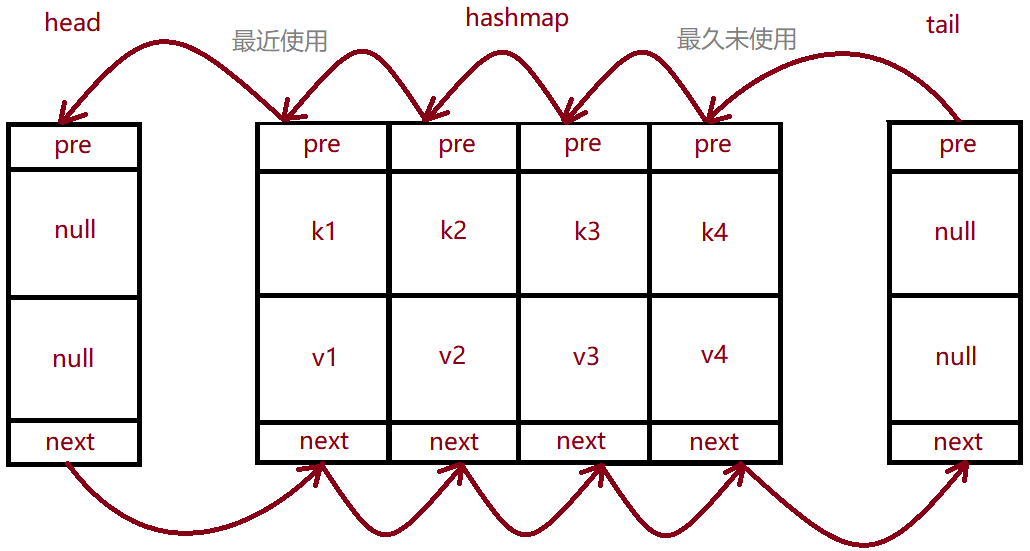 head
hashmap
tail
最近使用
最久未使用
pre
pre
pre
pre
pre
pre
null
k1
k2
k3
k4
null
null
v1
v2
v3
v4
null
next
next
next
next
next
next